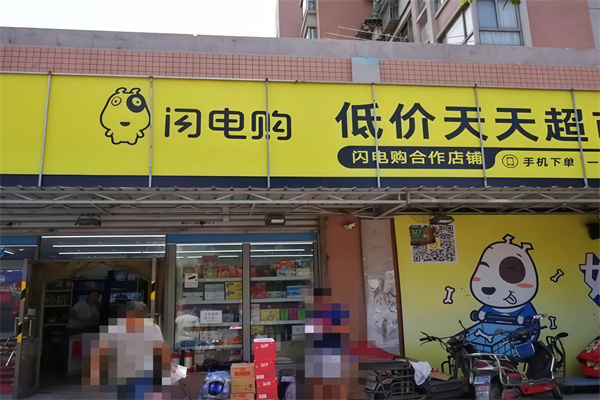 闪电购
低价天天超
闪电购合作店铺
手机下单 一